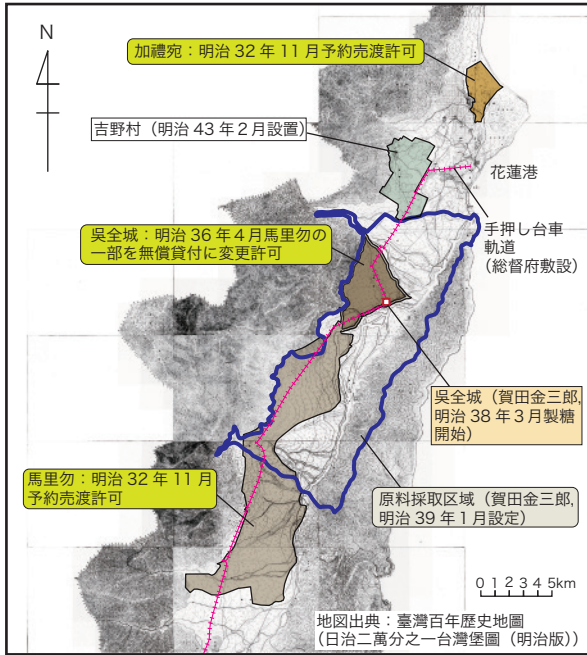 N
加禮宛：明治 32 年 11 月予約売渡許可
吉野村（明治 43 年 2 月設置）
花蓮港
手押し台車
軌道
（総督府敷設）
吳全城：明治 36 年 4 月馬里勿の
一部を無償貸付に変更許可
吳全城（賀田金三郎,
明治 38 年 3 月製糖
開始）
馬里勿：明治 32 年 11 月
予約売渡許可
原料採取区域（賀田金三郎,
明治 39 年 1 月設定）
0 1 2 3 4 5km
地図出典：臺灣百年歷史地圖
（日治二萬分之一台灣堡圖（明治版））